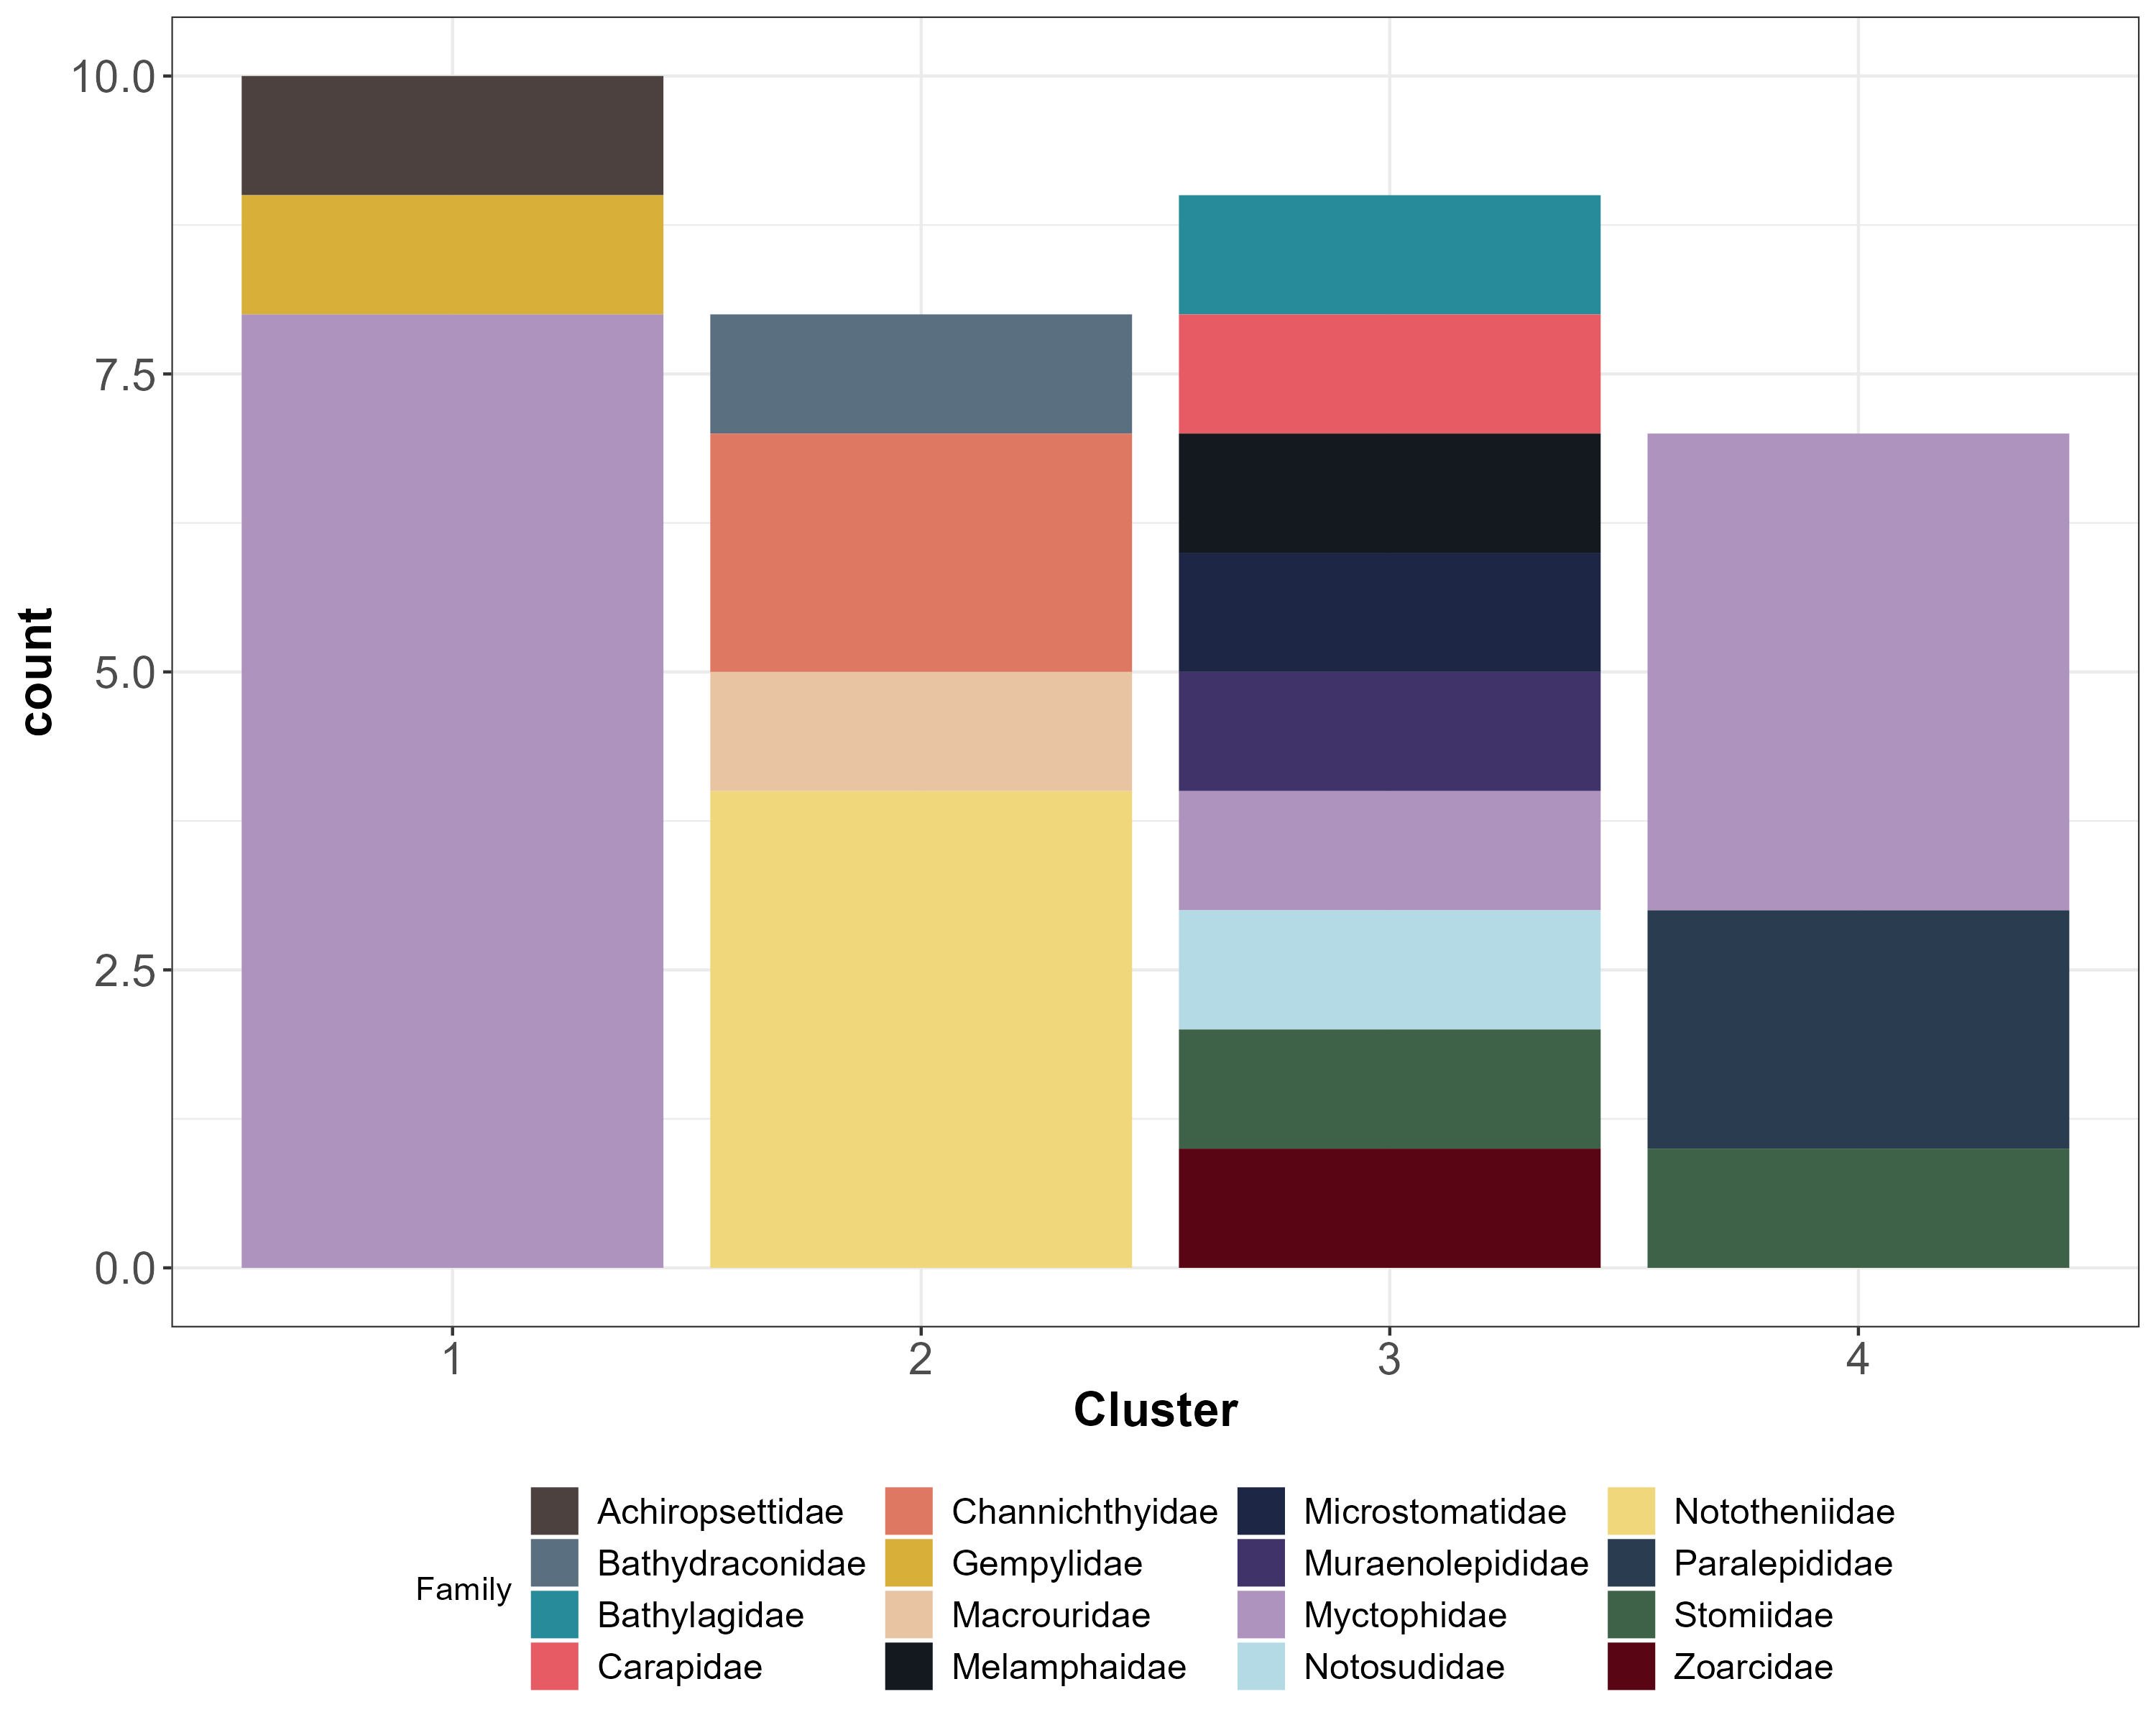 10.0
7.5
5.0
2.5
0.0
count
1 2 3 4
Cluster
Family
Achiropsettidae Channichthyidae Microstomatidae Nototheniidae
Bathydraconidae Gempylidae Muraenolepididae Paralepididae
Bathylagidae Macrouridae Myctophidae Stomiidae
Carapidae Melamphaidae Notosudidae Zoarcidae